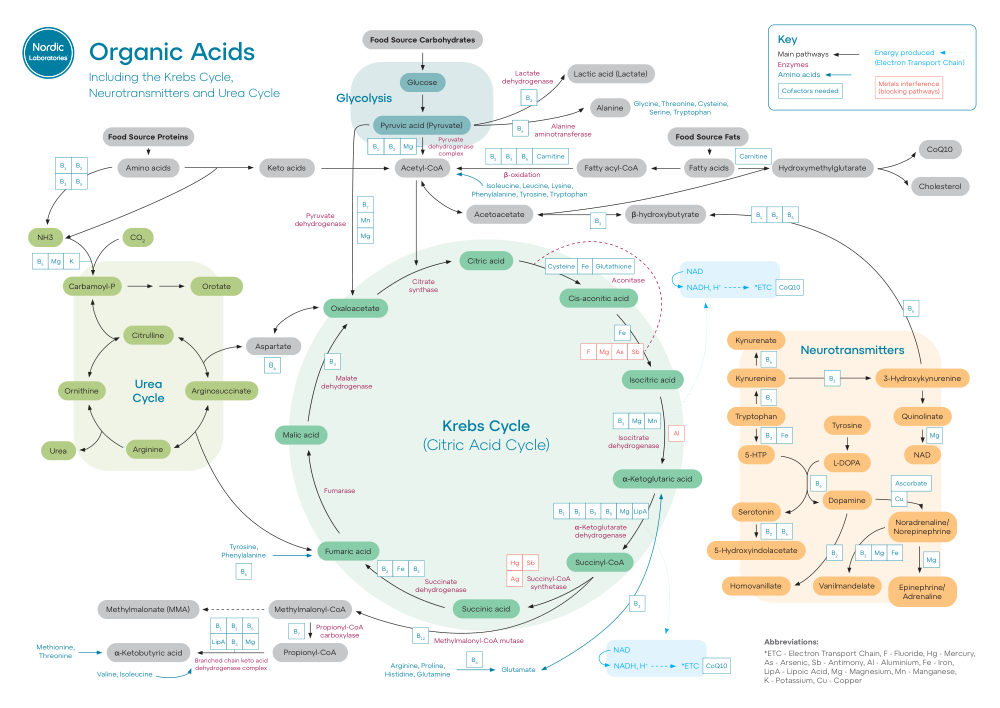 Nordic
Laboratories
Organic Acids
Including the Krebs Cycle,
Neurotransmitters and Urea Cycle
Key
Main pathways
Enzymes
Amino acids
Cofactors needed
Energy produced
(Electron Transport Chain)
Metals interference
(blocking pathways)
Food Source Carbohydrates
Glucose
Glycolysis
Pyruvic acid (Pyruvate)
Lactate
dehydrogenase
Lactic acid (Lactate)
Alanine
Alanine
aminotransferase
Glycine, Threonine, Cysteine,
Serine, Tryptophan
Food Source Proteins
Amino acids
Keto acids
Mg
Pyruvate
dehydrogenase
complex
Acetyl-CoA
Carnitine
β-oxidation
Isoleucine, Leucine, Lysine,
Phenylalanine, Tyrosine, Tryptophan
Fatty acyl-CoA
Food Source Fats
Fatty acids
Carnitine
Hydroxymethylglutarate
CoQ10
Cholesterol
Acetoacetate
β-hydroxybutyrate
Pyruvate
dehydrogenase
Mn
Mg
NH3
CO2
Mg K
Carbamoyl-P
Orotate
Citrulline
Ornithine
Arginosuccinate
Urea
Cycle
Urea
Arginine
Aspartate
Citric acid
Citrate
synthase
Oxaloacetate
Malate
dehydrogenase
Malic acid
Fumarase
Fumaric acid
Tyrosine,
Phenylalanine
Krebs Cycle
(Citric Acid Cycle)
Cysteine Fe Glutathione
Aconitase
Cis-aconitic acid
Fe
F Mg As Sb
Isocitric acid
Mg Mn
Al
Isocitrate
dehydrogenase
α-Ketoglutaric acid
Mg LipA
α-Ketoglutarate
dehydrogenase
Succinyl-CoA
Hg Sb
Ag
Succinyl-CoA
synthetase
Succinic acid
Fe
Succinate
dehydrogenase
NAD
NADH, H+
*ETC CoQ10
Neurotransmitters
Kynurenate
Kynurenine
3-Hydroxykynurenine
Tryptophan
Fe
5-HTP
Quinolinate
Mg
NAD
Tyrosine
L-DOPA
Dopamine
Ascorbate
Cu
Serotonin
5-Hydroxyindolacetate
Noradrenaline/
Norepinephrine
Mg Fe
Mg
Homovanillate
Vanilmandelate
Epinephrine/
Adrenaline
Methylmalonate (MMA)
Methylmalonyl-CoA
B12
Methylmalonyl-CoA mutase
Propionyl-CoA
carboxylase
LipA Mg
Propionyl-CoA
α-Ketobutyric acid
Branched chain keto acid
dehydrogenase complex
Methionine,
Threonine
Valine, Isoleucine
Arginine, Proline,
Histidine, Glutamine
Glutamate
NAD
NADH, H+
*ETC CoQ10
Abbreviations:
*ETC - Electron Transport Chain, F - Fluoride, Hg - Mercury,
As - Arsenic, Sb - Antimony, Al - Aluminium, Fe - Iron,
LipA - Lipoic Acid, Mg - Magnesium, Mn - Manganese,
K - Potassium, Cu - Copper